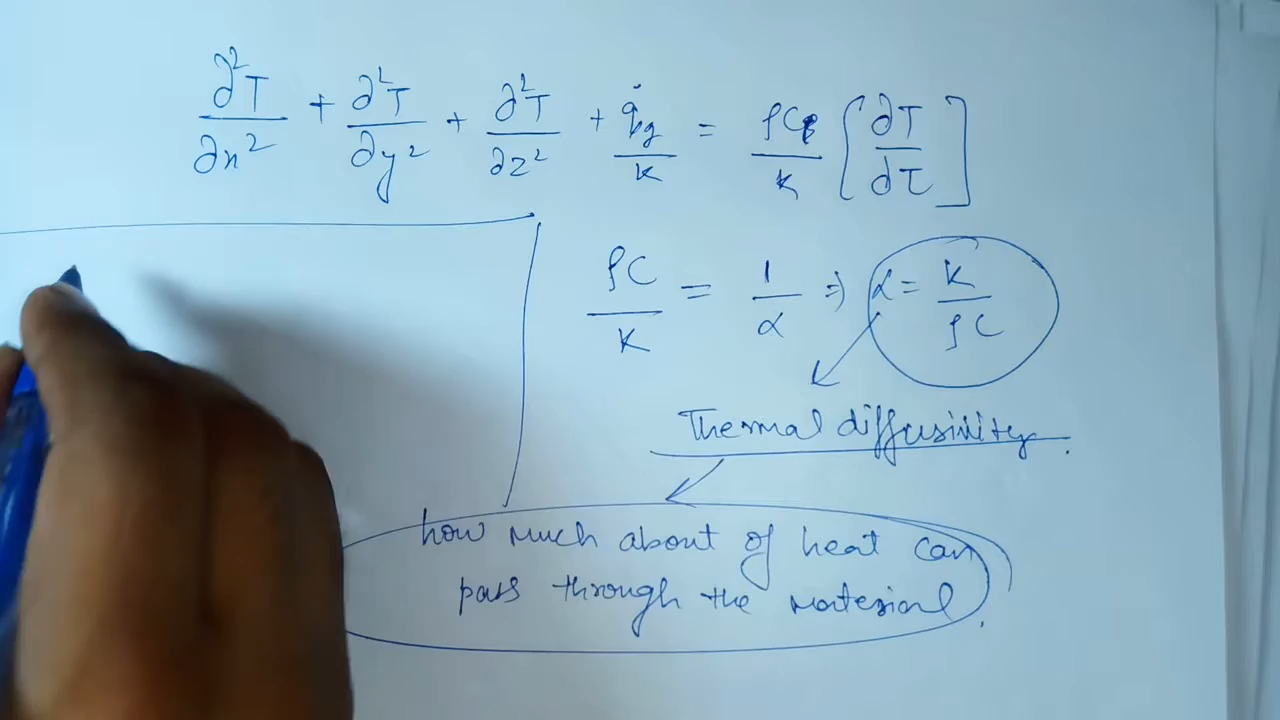 ∂²T/∂x² + ∂²T/∂y² + ∂²T/∂z² + q̇g/K = ρC/K [∂T/∂τ]
ρC/K = 1/α ⇒ α = K/ρC
Thermal diffusivity.
how much about of heat can
pass through the material.